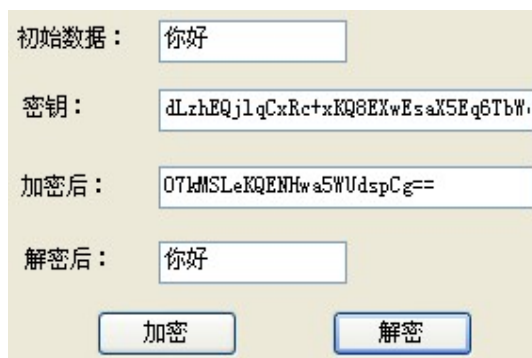 初始数据： 你好
密钥： dLzhEQjlqCxRc+xKQ8EXwEsaX5Eq6TbW
加密后： O7kMSLeKQENHwa5WUdspCg==
解密后： 你好
加密 解密